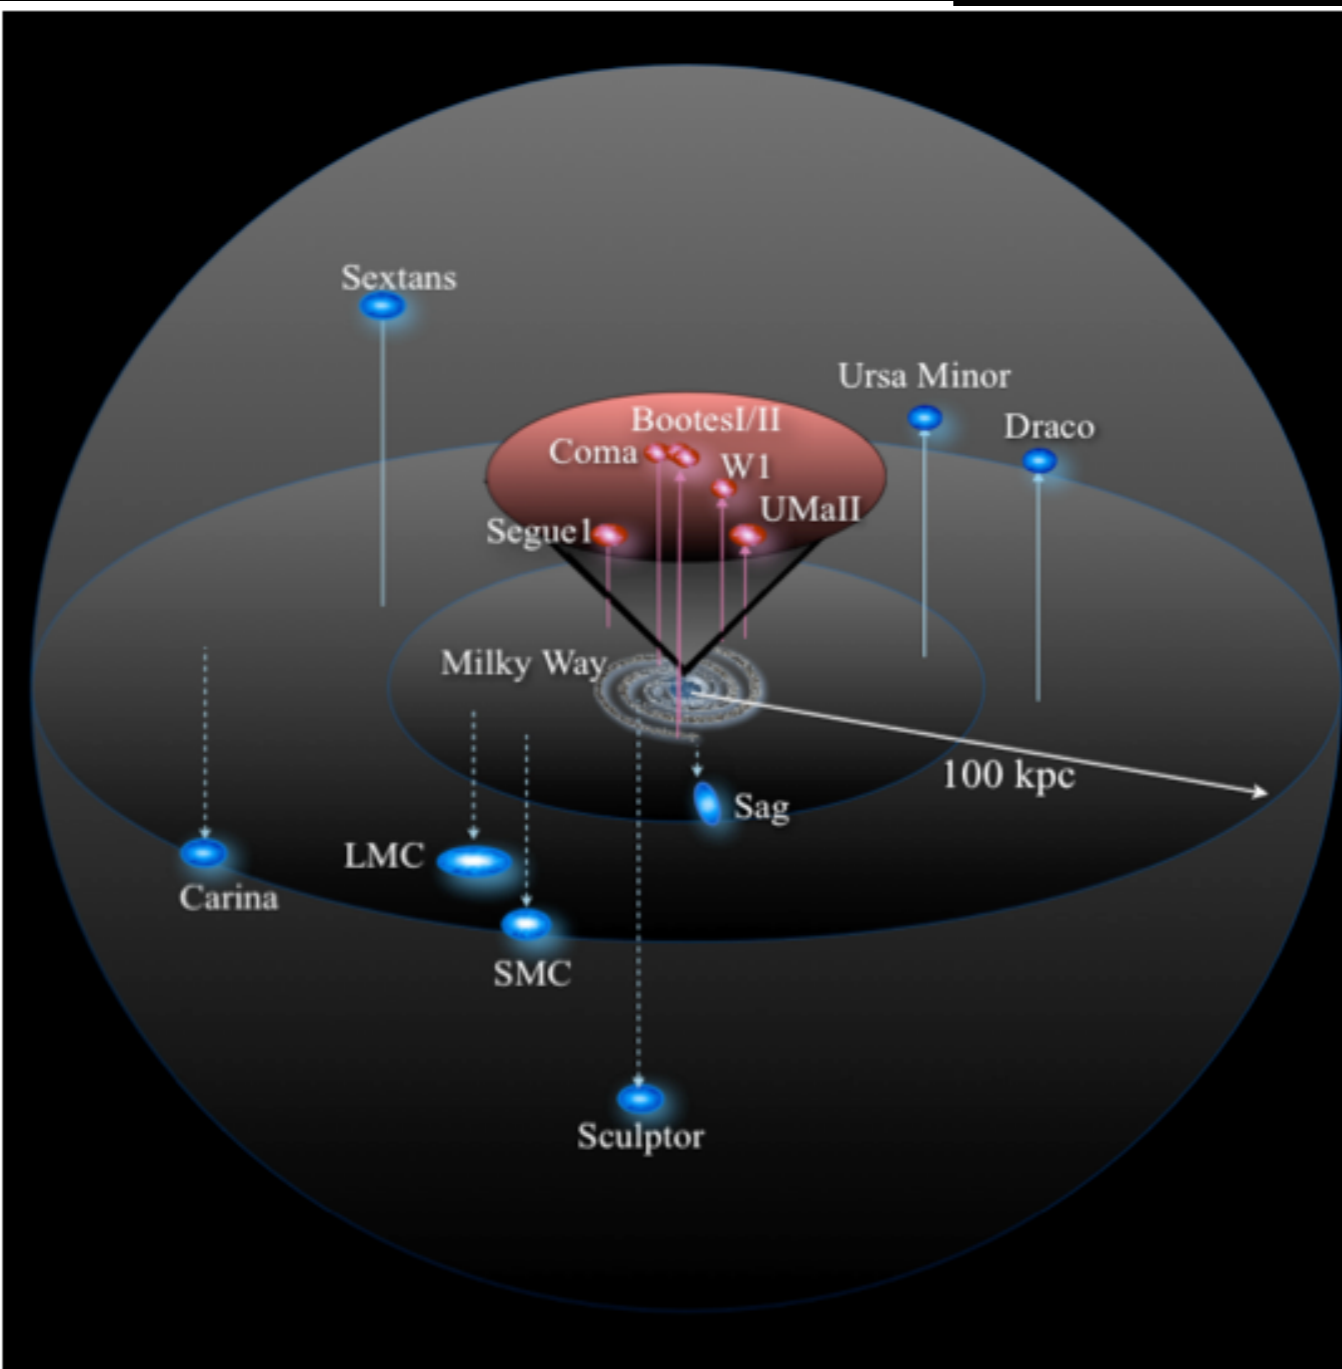 Sextans
Ursa Minor
BootesI/II
Draco
Coma
W1
UMaII
Segue1
Milky Way
100 kpc
Sag
LMC
Carina
SMC
Sculptor